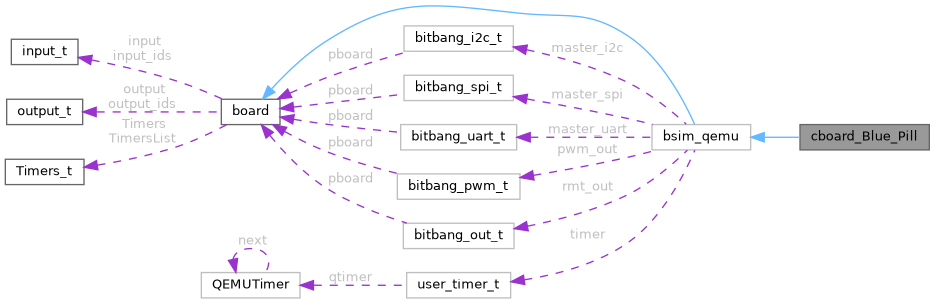 input_t
output_t
Timers_t
input
input_ids
output
output_ids
Timers
TimersList
board
next
QEMUTimer
pboard
pboard
pboard
pboard
pboard
qtimer
bitbang_i2c_t
bitbang_spi_t
bitbang_uart_t
bitbang_pwm_t
bitbang_out_t
user_timer_t
master_i2c
master_spi
master_uart
pwm_out
rmt_out
timer
bsim_qemu
cboard_Blue_Pill